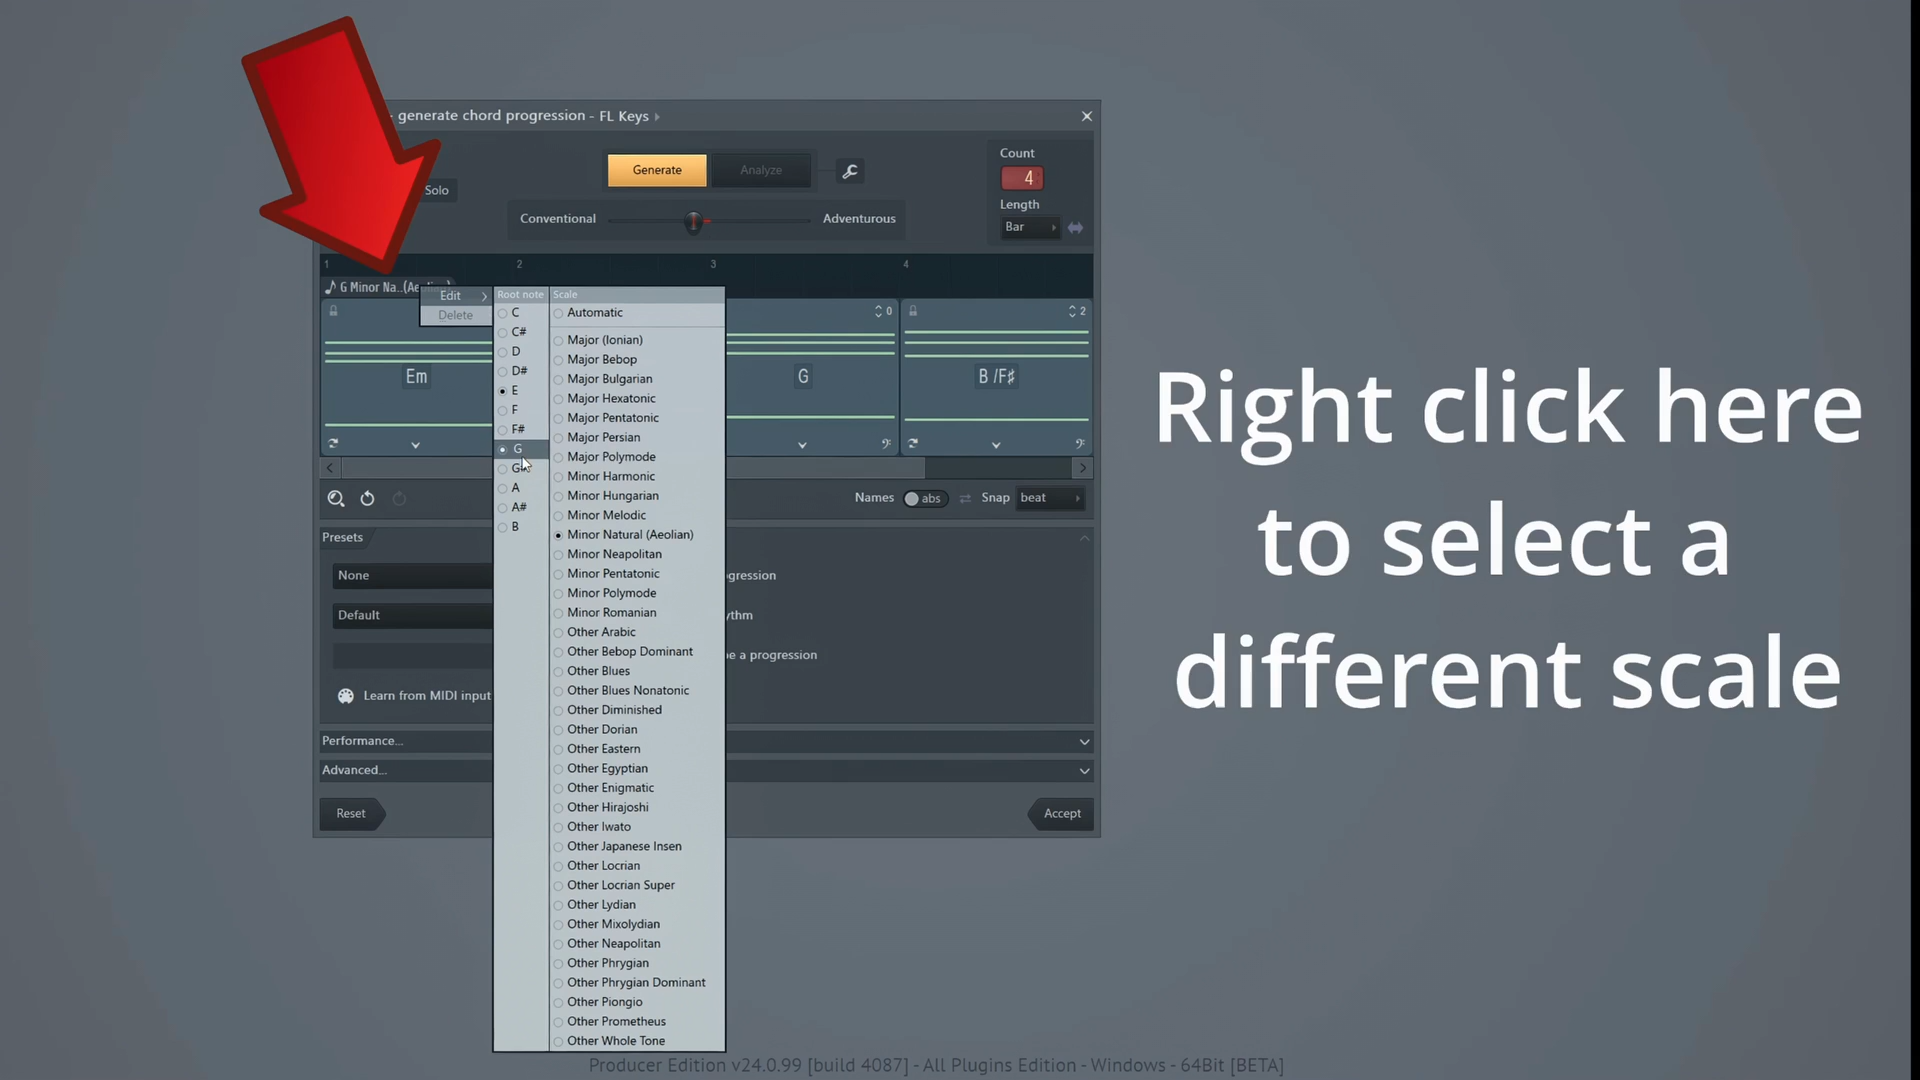 generate chord progression - FL Keys
Generate
Analyze
Count
4
Solo
Conventional
Adventurous
Length
Bar
1
2
3
4
G Minor Na..(Ae
Edit
Delete
Root note
Scale
C
C#
D
D#
E
F
F#
G
G#
A
A#
B
Automatic
Major (Ionian)
Major Bebop
Major Bulgarian
Major Hexatonic
Major Pentatonic
Major Persian
Major Polymode
Minor Harmonic
Minor Hungarian
Minor Melodic
Minor Natural (Aeolian)
Minor Neapolitan
Minor Pentatonic
Minor Polymode
Minor Romanian
Other Arabic
Other Bebop Dominant
Other Blues
Other Blues Nonatonic
Other Diminished
Other Dorian
Other Eastern
Other Egyptian
Other Enigmatic
Other Hirajoshi
Other Iwato
Other Japanese Insen
Other Locrian
Other Locrian Super
Other Lydian
Other Mixolydian
Other Neapolitan
Other Phrygian
Other Phrygian Dominant
Other Piongio
Other Prometheus
Other Whole Tone
0
2
Em
G
B /F♯
Names
abs
Snap
beat
Presets
None
Default
Learn from MIDI input
Performance...
Advanced...
Reset
Accept
Right click here
to select a
different scale
Producer Edition v24.0.99 [build 4087] - All Plugins Edition - Windows - 64Bit [BETA]